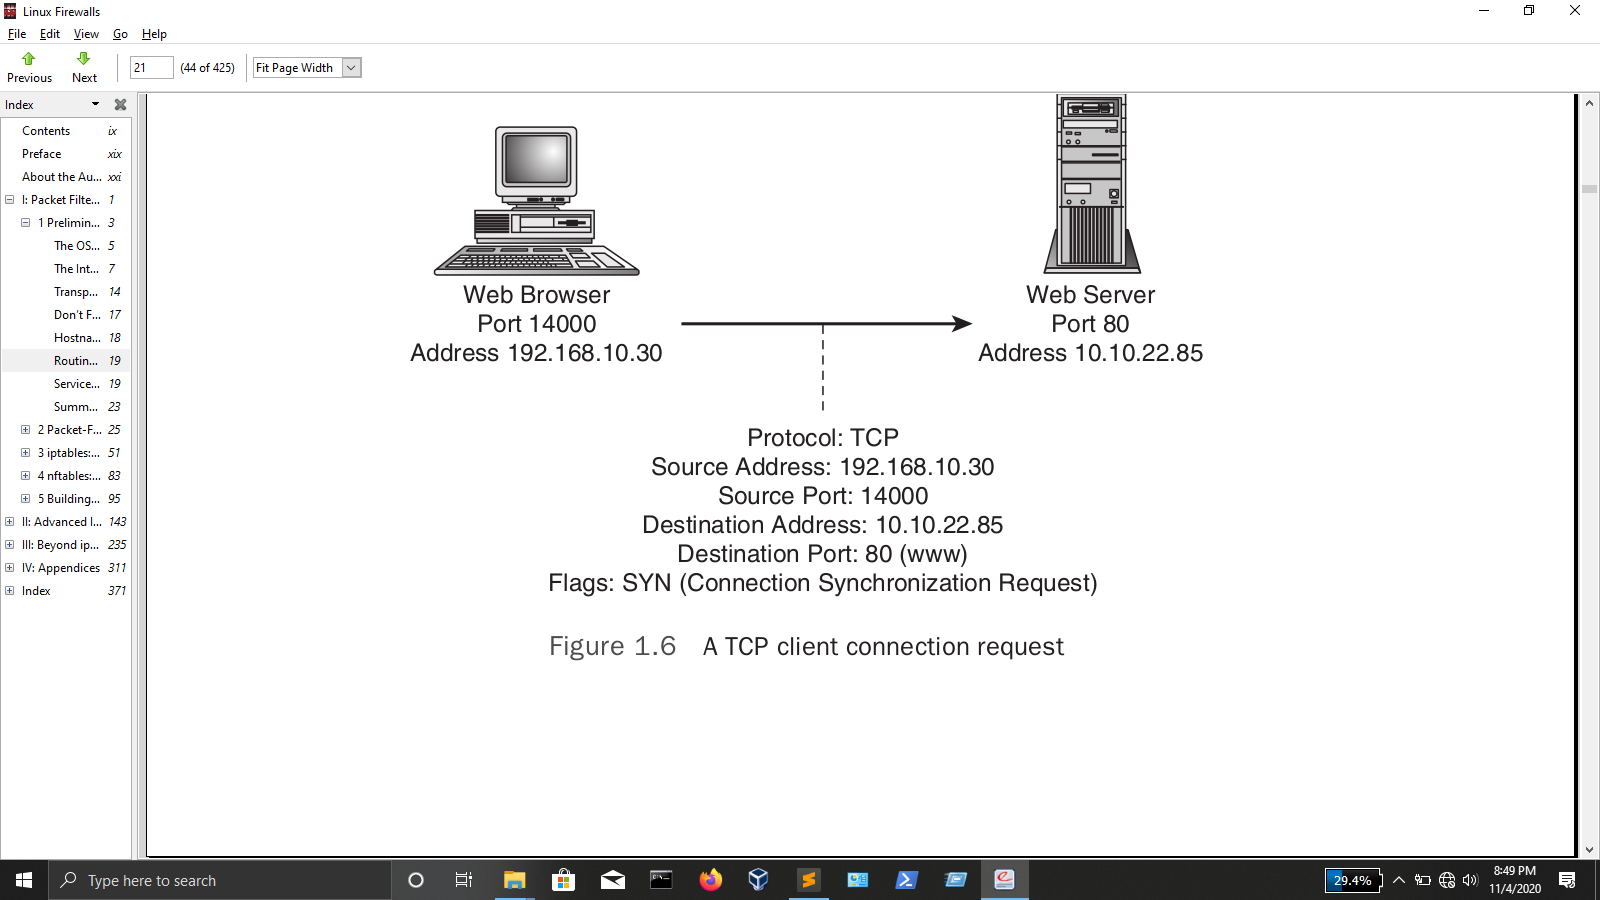 Linux Firewalls
File Edit View Go Help
Previous Next 21 (44 of 425) Fit Page Width
Index
Contents ix
Preface xix
About the Au... xxi
I: Packet Filte... 1
1 Prelimin... 3
The OS... 5
The Int... 7
Transp... 14
Don't F... 17
Hostna... 18
Routin... 19
Service... 19
Summ... 23
2 Packet-F... 25
3 iptables:... 51
4 nftables:... 83
5 Building... 95
II: Advanced I... 143
III: Beyond ip... 235
IV: Appendices 311
Index 371
Web Browser
Port 14000
Address 192.168.10.30
Web Server
Port 80
Address 10.10.22.85
Protocol: TCP
Source Address: 192.168.10.30
Source Port: 14000
Destination Address: 10.10.22.85
Destination Port: 80 (www)
Flags: SYN (Connection Synchronization Request)
Figure 1.6 A TCP client connection request
Type here to search
29.4%
8:49 PM
11/4/2020